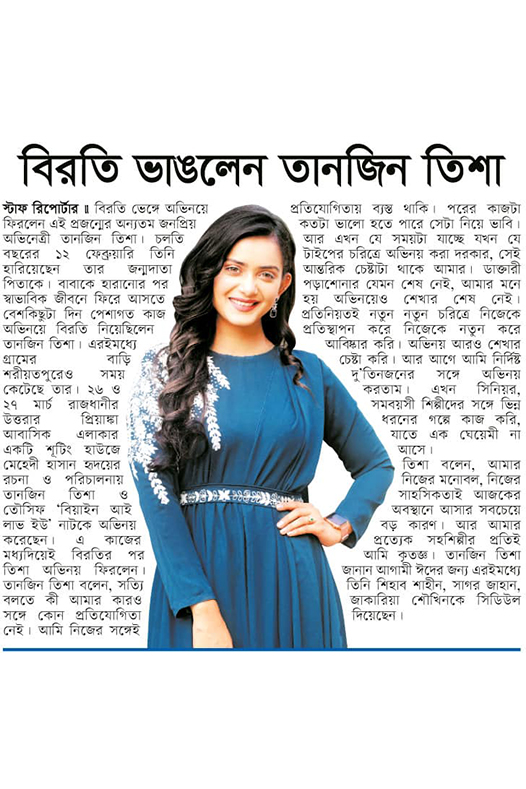 বিরতি ভাঙলেন তানজিন তিশা
স্টাফ রিপোর্টার ॥ বিরতি ভেঙ্গে অভিনয়ে
ফিরলেন এই প্রজন্মের অন্যতম জনপ্রিয়
অভিনেত্রী তানজিন তিশা। চলতি
বছরের ১২ ফেব্রুয়ারি তিনি
হারিয়েছেন তার জন্মদাতা
পিতাকে। বাবাকে হারানোর পর
স্বাভাবিক জীবনে ফিরে আসতে
বেশকিছুটা দিন পেশাগত কাজ
অভিনয়ে বিরতি নিয়েছিলেন
তানজিন তিশা। এরইমধ্যে
গ্রামের বাড়ি
শরীয়তপুরেও সময়
কেটেছে তার। ২৬ ও
২৭ মার্চ রাজধানীর
উত্তরার প্রিয়াঙ্কা
আবাসিক এলাকার
একটি শূটিং হাউজে
মেহেদী হাসান হৃদয়ের
রচনা ও পরিচালনায়
তানজিন তিশা ও
তৌসিফ ‘বিয়াইন আই
লাভ ইউ’ নাটকে অভিনয়
করেছেন। এ কাজের
মধ্যদিয়েই বিরতির পর
তিশা অভিনয় ফিরলেন।
তানজিন তিশা বলেন, সত্যি
বলতে কী আমার কারও
সঙ্গে কোন প্রতিযোগিতা
নেই। আমি নিজের সঙ্গেই
প্রতিযোগিতায় ব্যস্ত থাকি। পরের কাজটা
কতটা ভালো হতে পারে সেটা নিয়ে ভাবি।
আর এখন যে সময়টা যাচ্ছে যখন যে
টাইপের চরিত্রে অভিনয় করা দরকার, সেই
আন্তরিক চেষ্টাটা থাকে আমার। ডাক্তারী
পড়াশোনার যেমন শেষ নেই, আমার মনে
হয় অভিনয়েও শেখার শেষ নেই।
প্রতিনিয়তই নতুন নতুন চরিত্রে নিজেকে
প্রতিস্থাপন করে নিজেকে নতুন করে
আবিষ্কার করি। অভিনয় আরও শেখার
চেষ্টা করি। আর আগে আমি নির্দিষ্ট
দু’তিনজনের সঙ্গে অভিনয়
করতাম। এখন সিনিয়র,
সমবয়সী শিল্পীদের সঙ্গে ভিন্ন
ধরনের গল্পে কাজ করি,
যাতে এক ঘেয়েমী না
আসে।
তিশা বলেন, আমার
নিজের মনোবল, নিজের
সাহসিকতাই আজকের
অবস্থানে আসার সবচেয়ে
বড় কারণ। আর আমার
প্রত্যেক সহশিল্পীর প্রতিই
আমি কৃতজ্ঞ। তানজিন তিশা
জানান আগামী ঈদের জন্য এরইমধ্যে
তিনি শিহাব শাহীন, সাগর জাহান,
জাকারিয়া শৌখিনকে সিডিউল
দিয়েছেন।